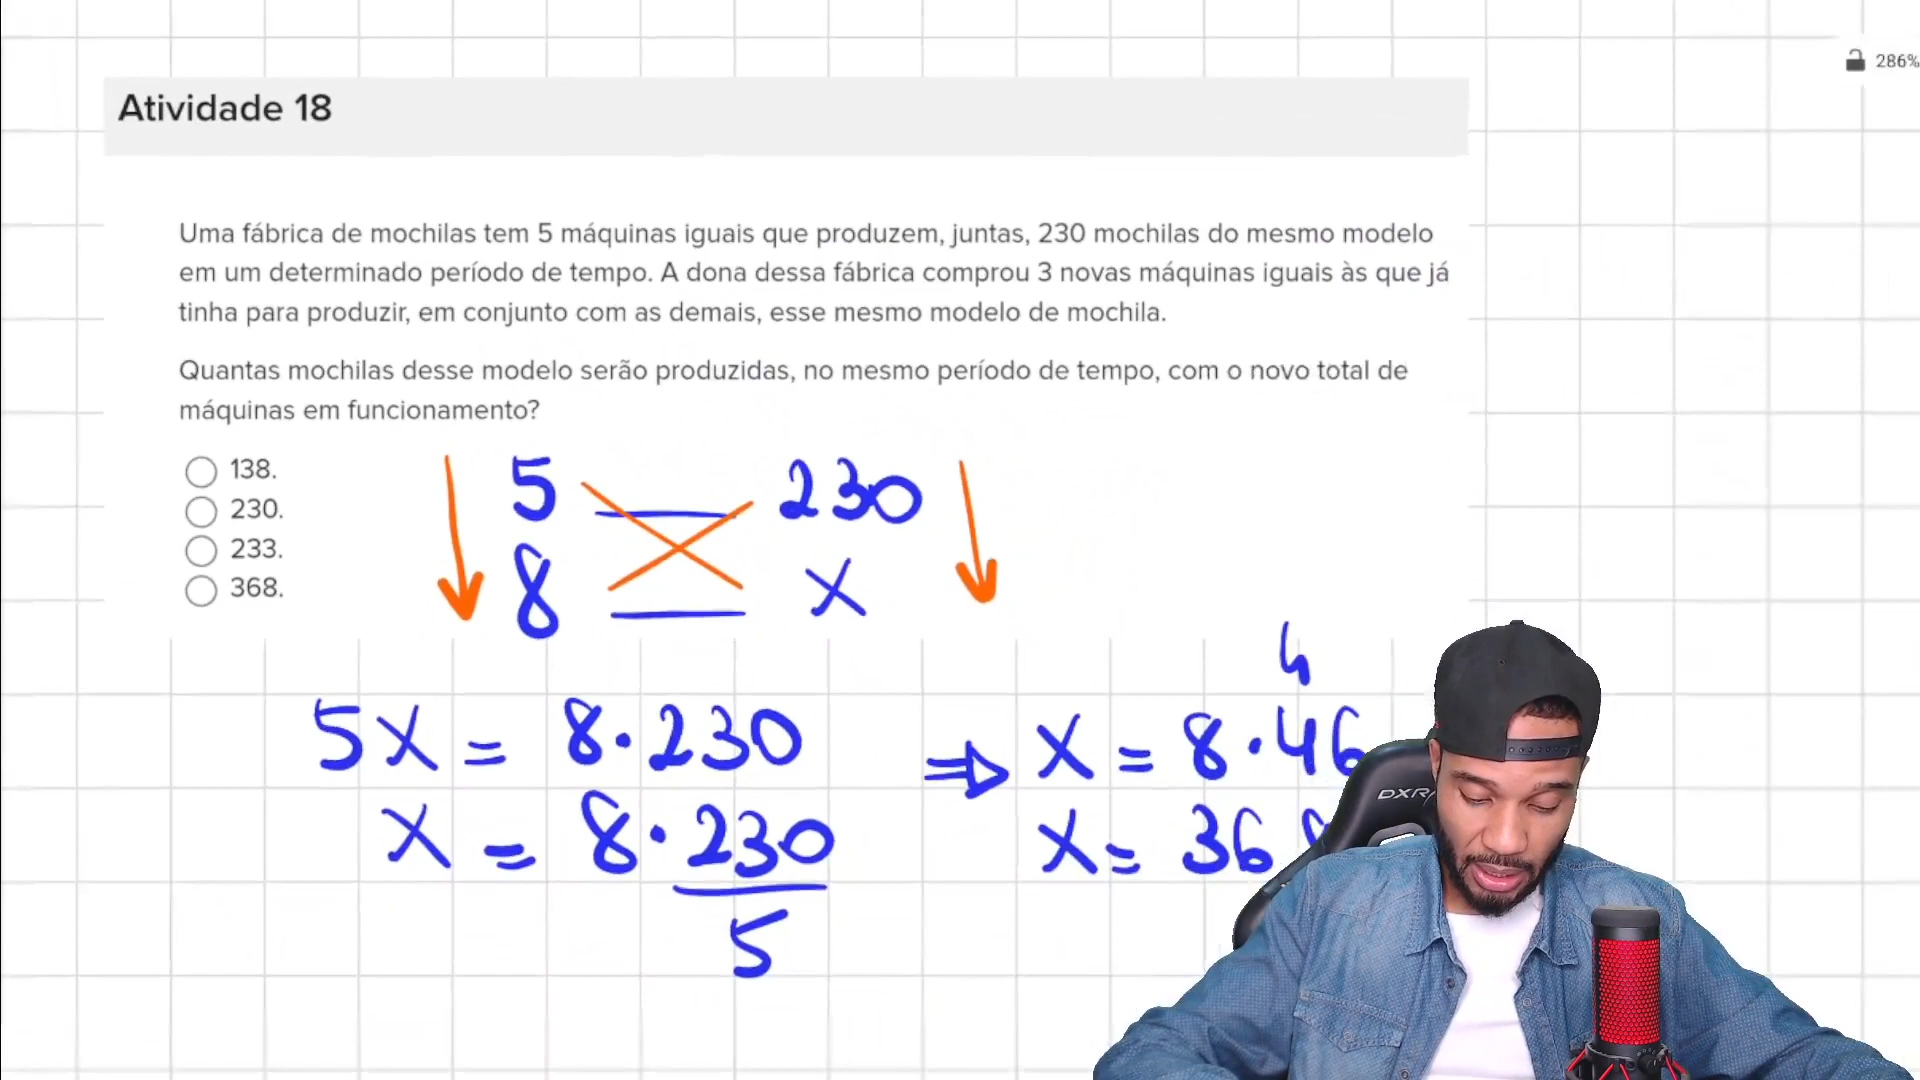 286%
Atividade 18
Uma fábrica de mochilas tem 5 máquinas iguais que produzem, juntas, 230 mochilas do mesmo modelo
em um determinado período de tempo. A dona dessa fábrica comprou 3 novas máquinas iguais às que já
tinha para produzir, em conjunto com as demais, esse mesmo modelo de mochila.
Quantas mochilas desse modelo serão produzidas, no mesmo período de tempo, com o novo total de
máquinas em funcionamento?
138.
230.
233.
368.
5 230
8 x
4
5x = 8.230 ⇒ x = 8.46
x = 8.230 x = 36
5